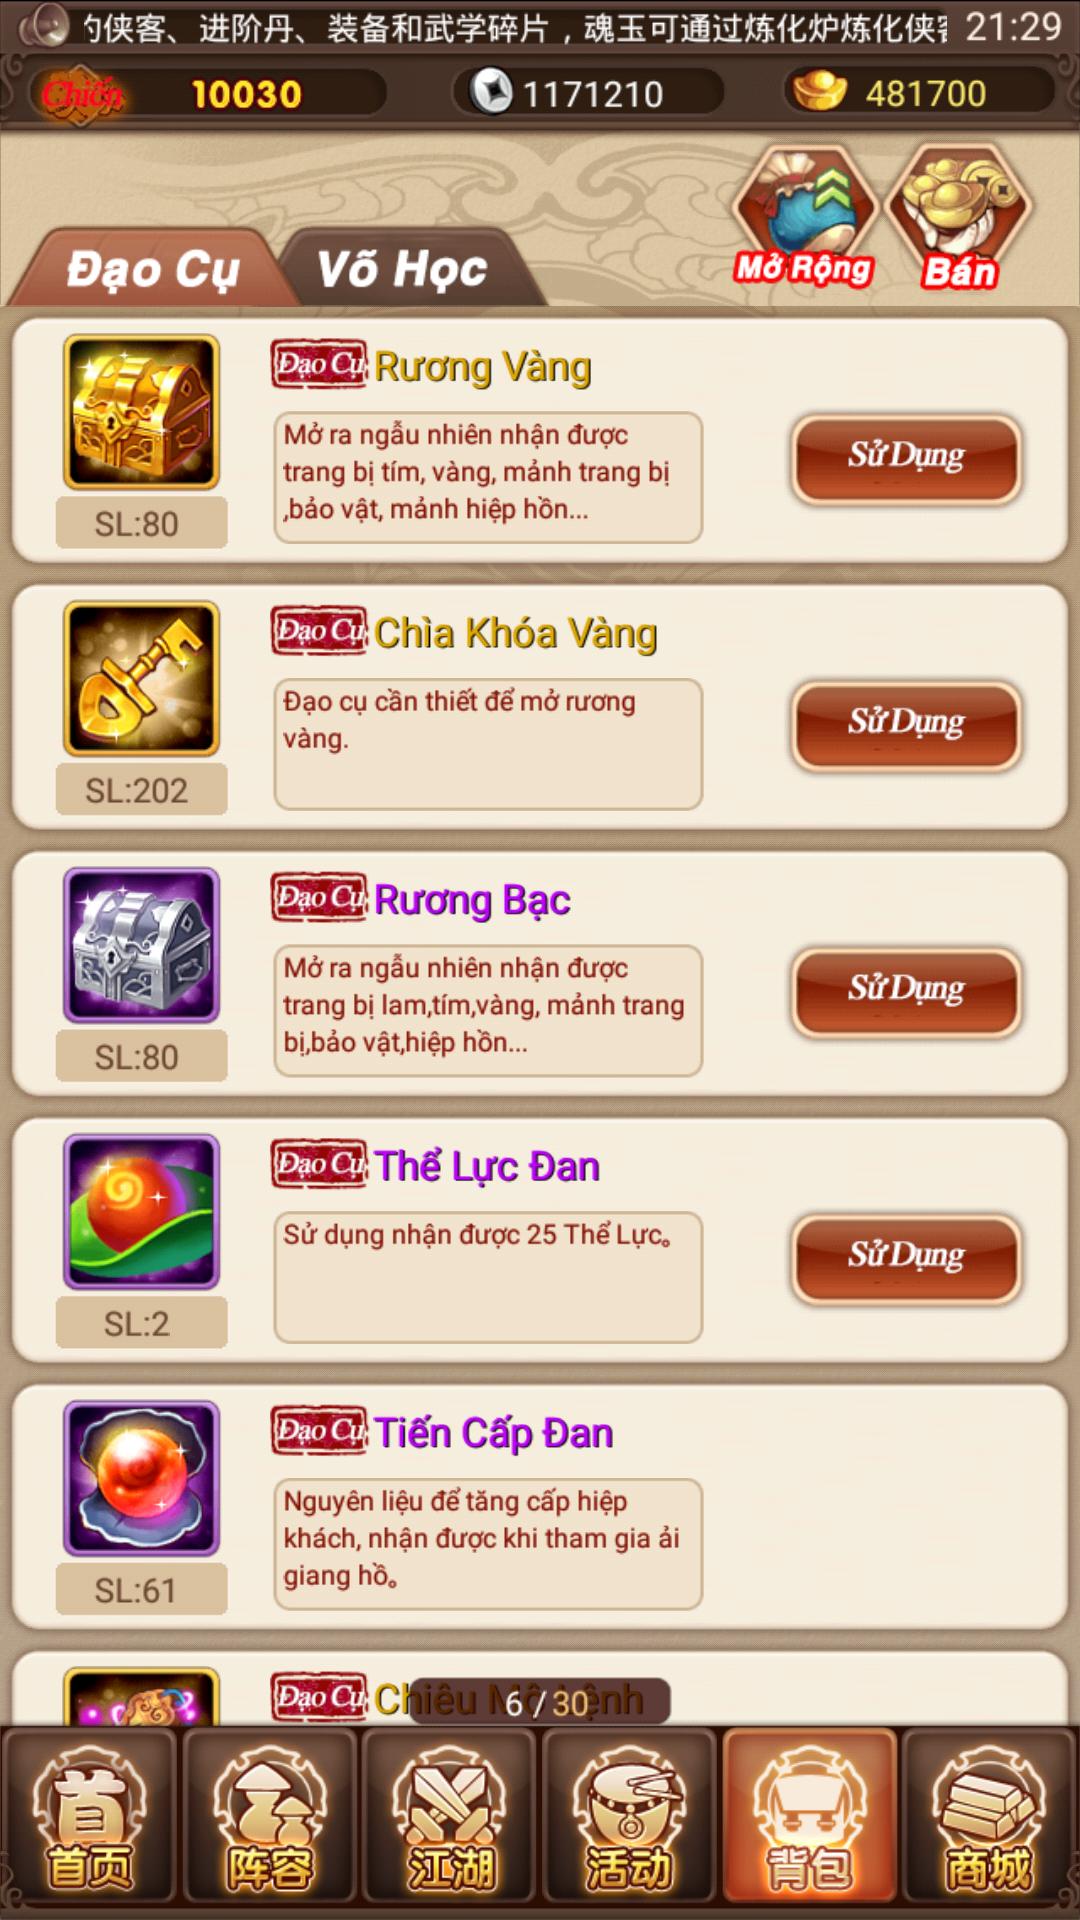 的侠客、进阶丹、装备和武学碎片，魂玉可通过炼化炉炼化侠客
21:29
Chiến 10030
1171210
481700
Đạo Cụ
Võ Học
Mở Rộng
Bán
Đạo Cụ Rương Vàng
Mở ra ngẫu nhiên nhận được
trang bị tím, vàng, mảnh trang bị
,bảo vật, mảnh hiệp hồn...
Sử Dụng
SL:80
Đạo Cụ Chìa Khóa Vàng
Đạo cụ cần thiết để mở rương
vàng.
Sử Dụng
SL:202
Đạo Cụ Rương Bạc
Mở ra ngẫu nhiên nhận được
trang bị lam,tím,vàng, mảnh trang
bị,bảo vật,hiệp hồn...
Sử Dụng
SL:80
Đạo Cụ Thể Lực Đan
Sử dụng nhận được 25 Thể Lực。
Sử Dụng
SL:2
Đạo Cụ Tiến Cấp Đan
Nguyên liệu để tăng cấp hiệp
khách, nhận được khi tham gia ải
giang hồ。
SL:61
Đạo Cụ Chiêu Mộ Lệnh
6 / 30
首页
阵容
江湖
活动
背包
商城